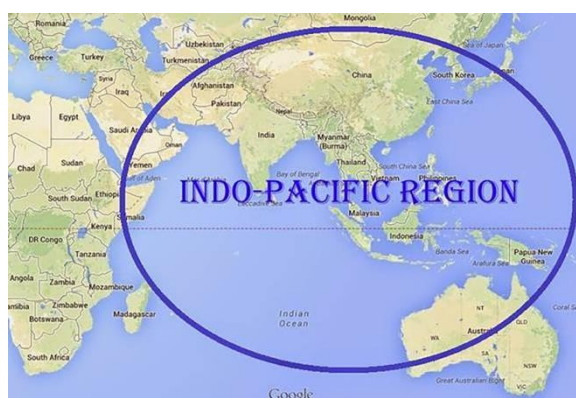 Mongolia
Romania
Uzbekistan
Sea of Japan
Greece
Turkey
Turkmenistan
Syria
China
South Korea
Afghanistan
Iraq
East China Sea
Pakistan
Nepal
Libya
Egypt
India
Myanmar
(Burma)
Oman
Chad
Sudan
Yemen
Thailand
South China Sea
Gulf of Aden
Bay of Bengal
Vietnam
Philippines
INDO-PACIFIC REGION
Ethiopia
South Sudan
Laccadive Sea
Somalia
Malaysia
Kenya
DR Congo
Indonesia
Banda Sea
Papua New
Guinea
Tanzania
Arafura Sea
Angola
Zambia
Mozambique
Zimbabwe
Madagascar
Botswana
Indian
Ocean
NT
QLD
Australia
WA
SA
NSW
South Africa
Great Australian Bight
VIC
Google